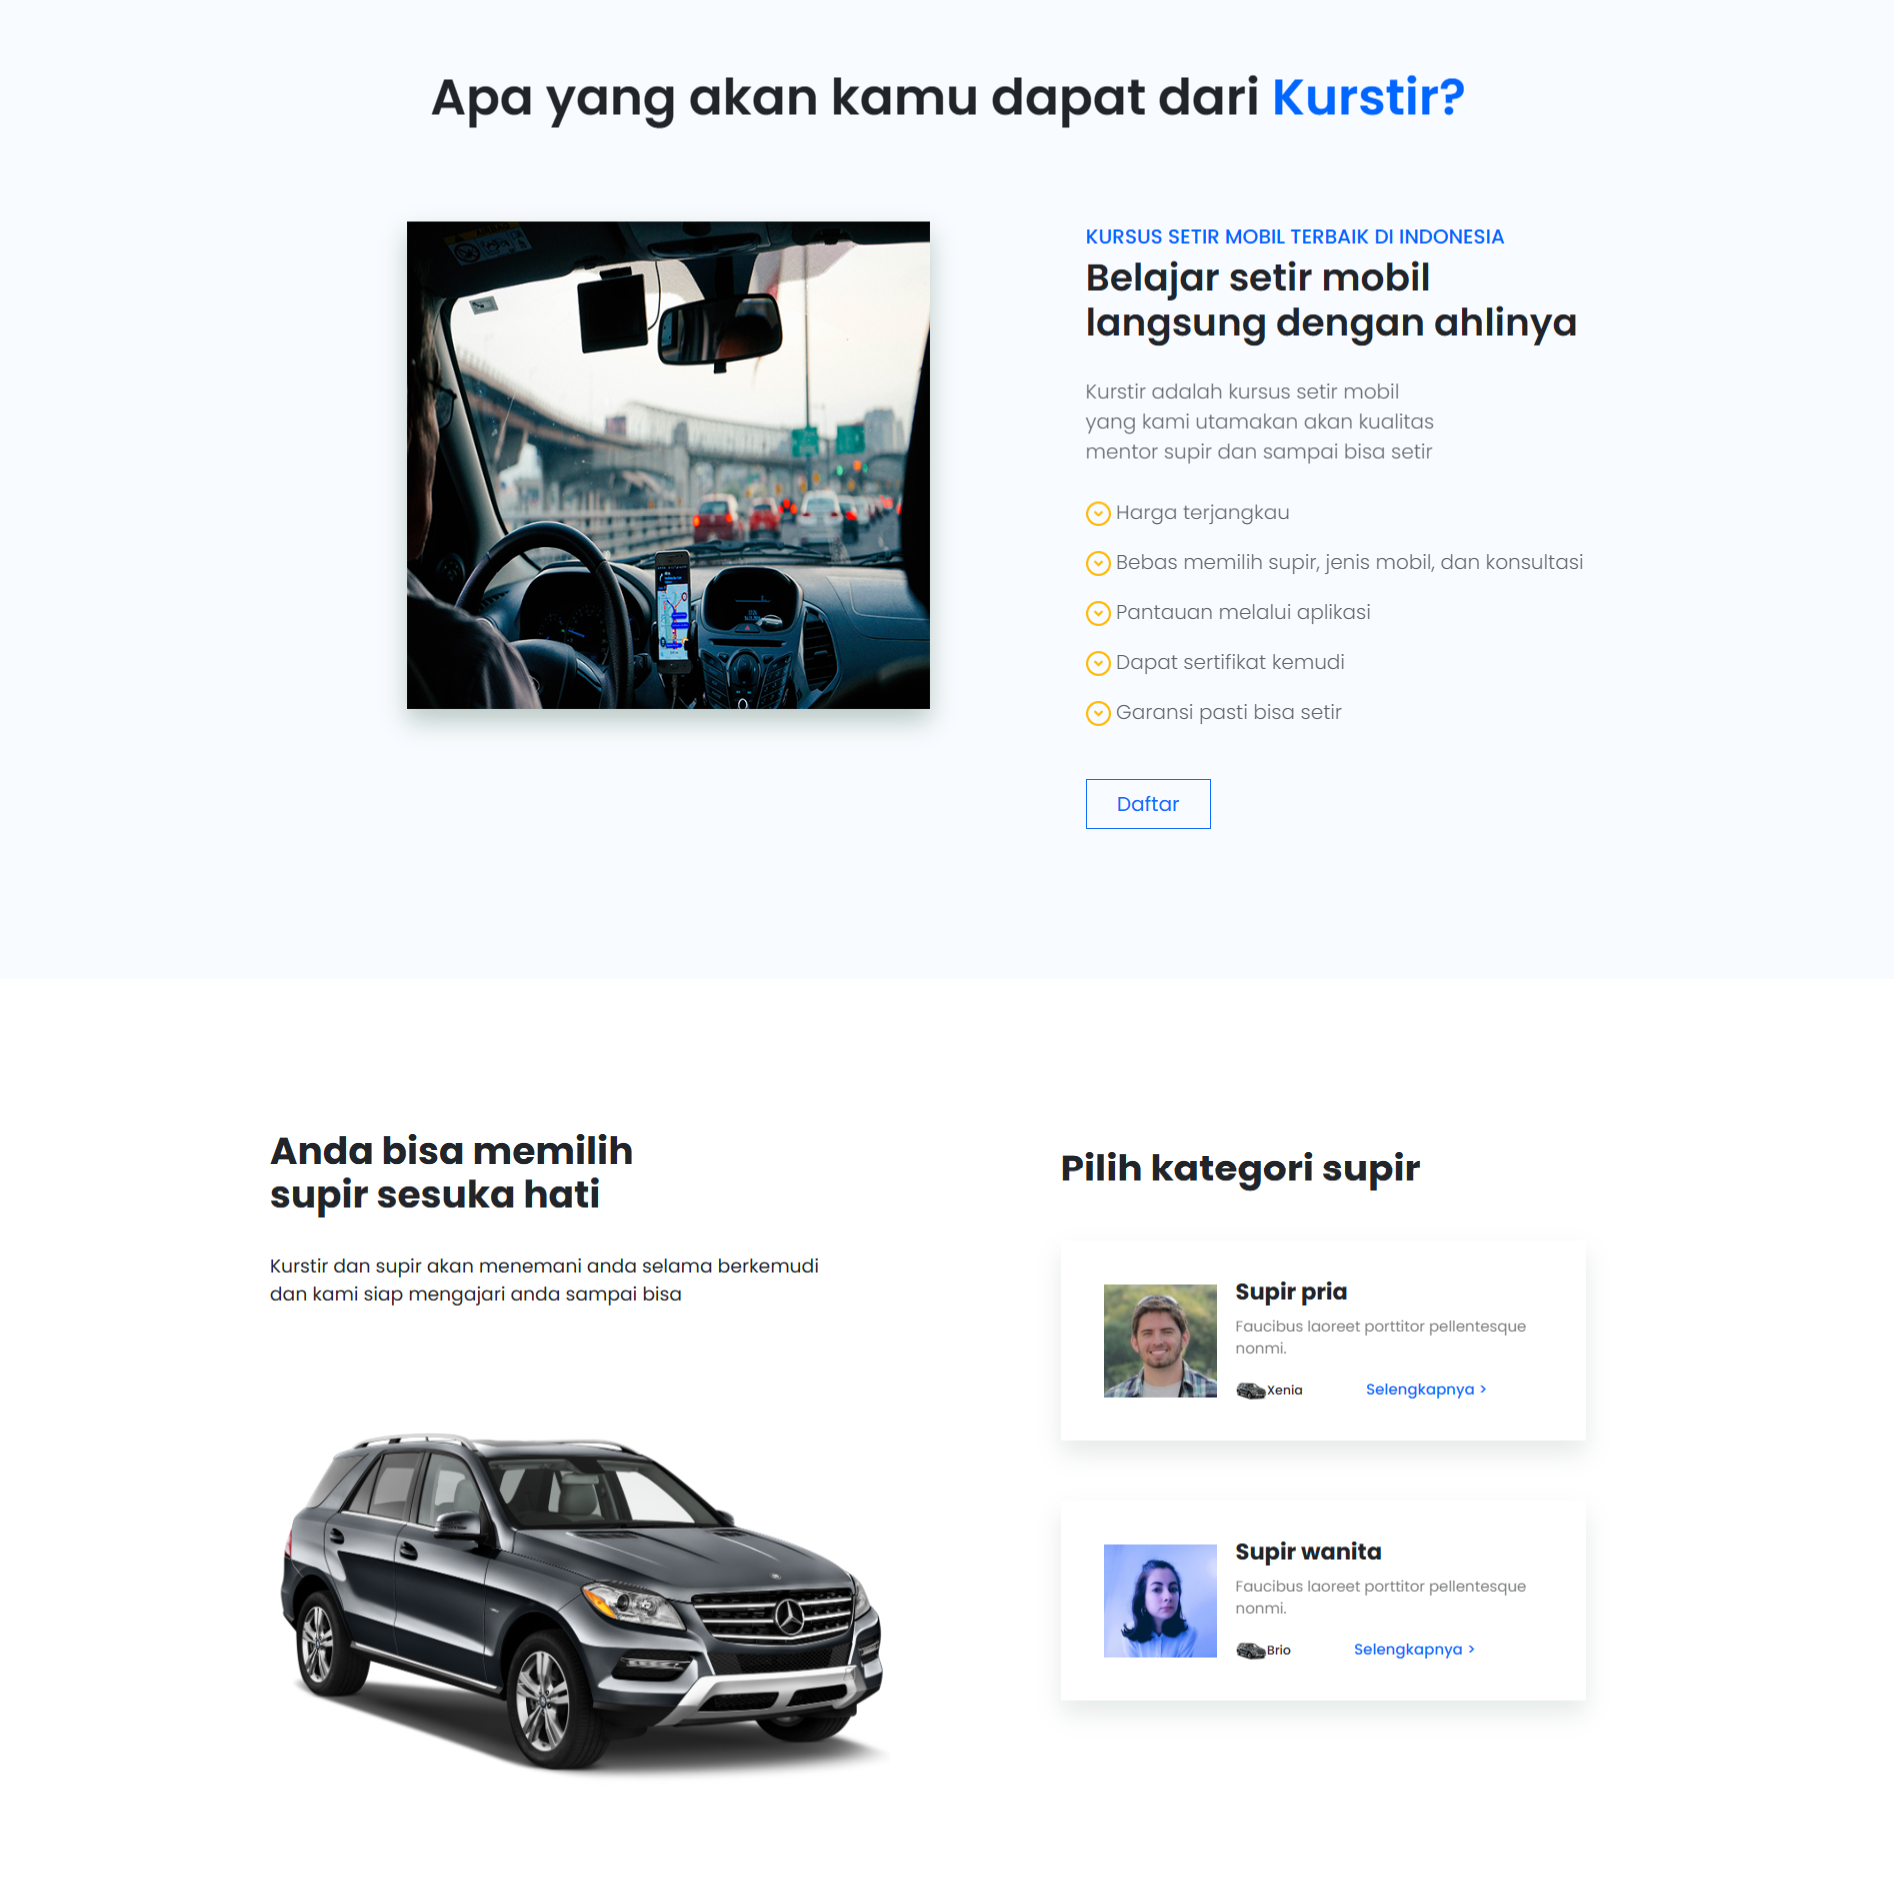 Apa yang akan kamu dapat dari Kurstir?
KURSUS SETIR MOBIL TERBAIK DI INDONESIA
Belajar setir mobil
langsung dengan ahlinya
Kurstir adalah kursus setir mobil
yang kami utamakan akan kualitas
mentor supir dan sampai bisa setir
Harga terjangkau
Bebas memilih supir, jenis mobil, dan konsultasi
Pantauan melalui aplikasi
Dapat sertifikat kemudi
Garansi pasti bisa setir
Daftar
Anda bisa memilih
supir sesuka hati
Kurstir dan supir akan menemani anda selama berkemudi
dan kami siap mengajari anda sampai bisa
Pilih kategori supir
Supir pria
Faucibus laoreet porttitor pellentesque
nonmi.
Xenia
Selengkapnya >
Supir wanita
Faucibus laoreet porttitor pellentesque
nonmi.
Brio
Selengkapnya >